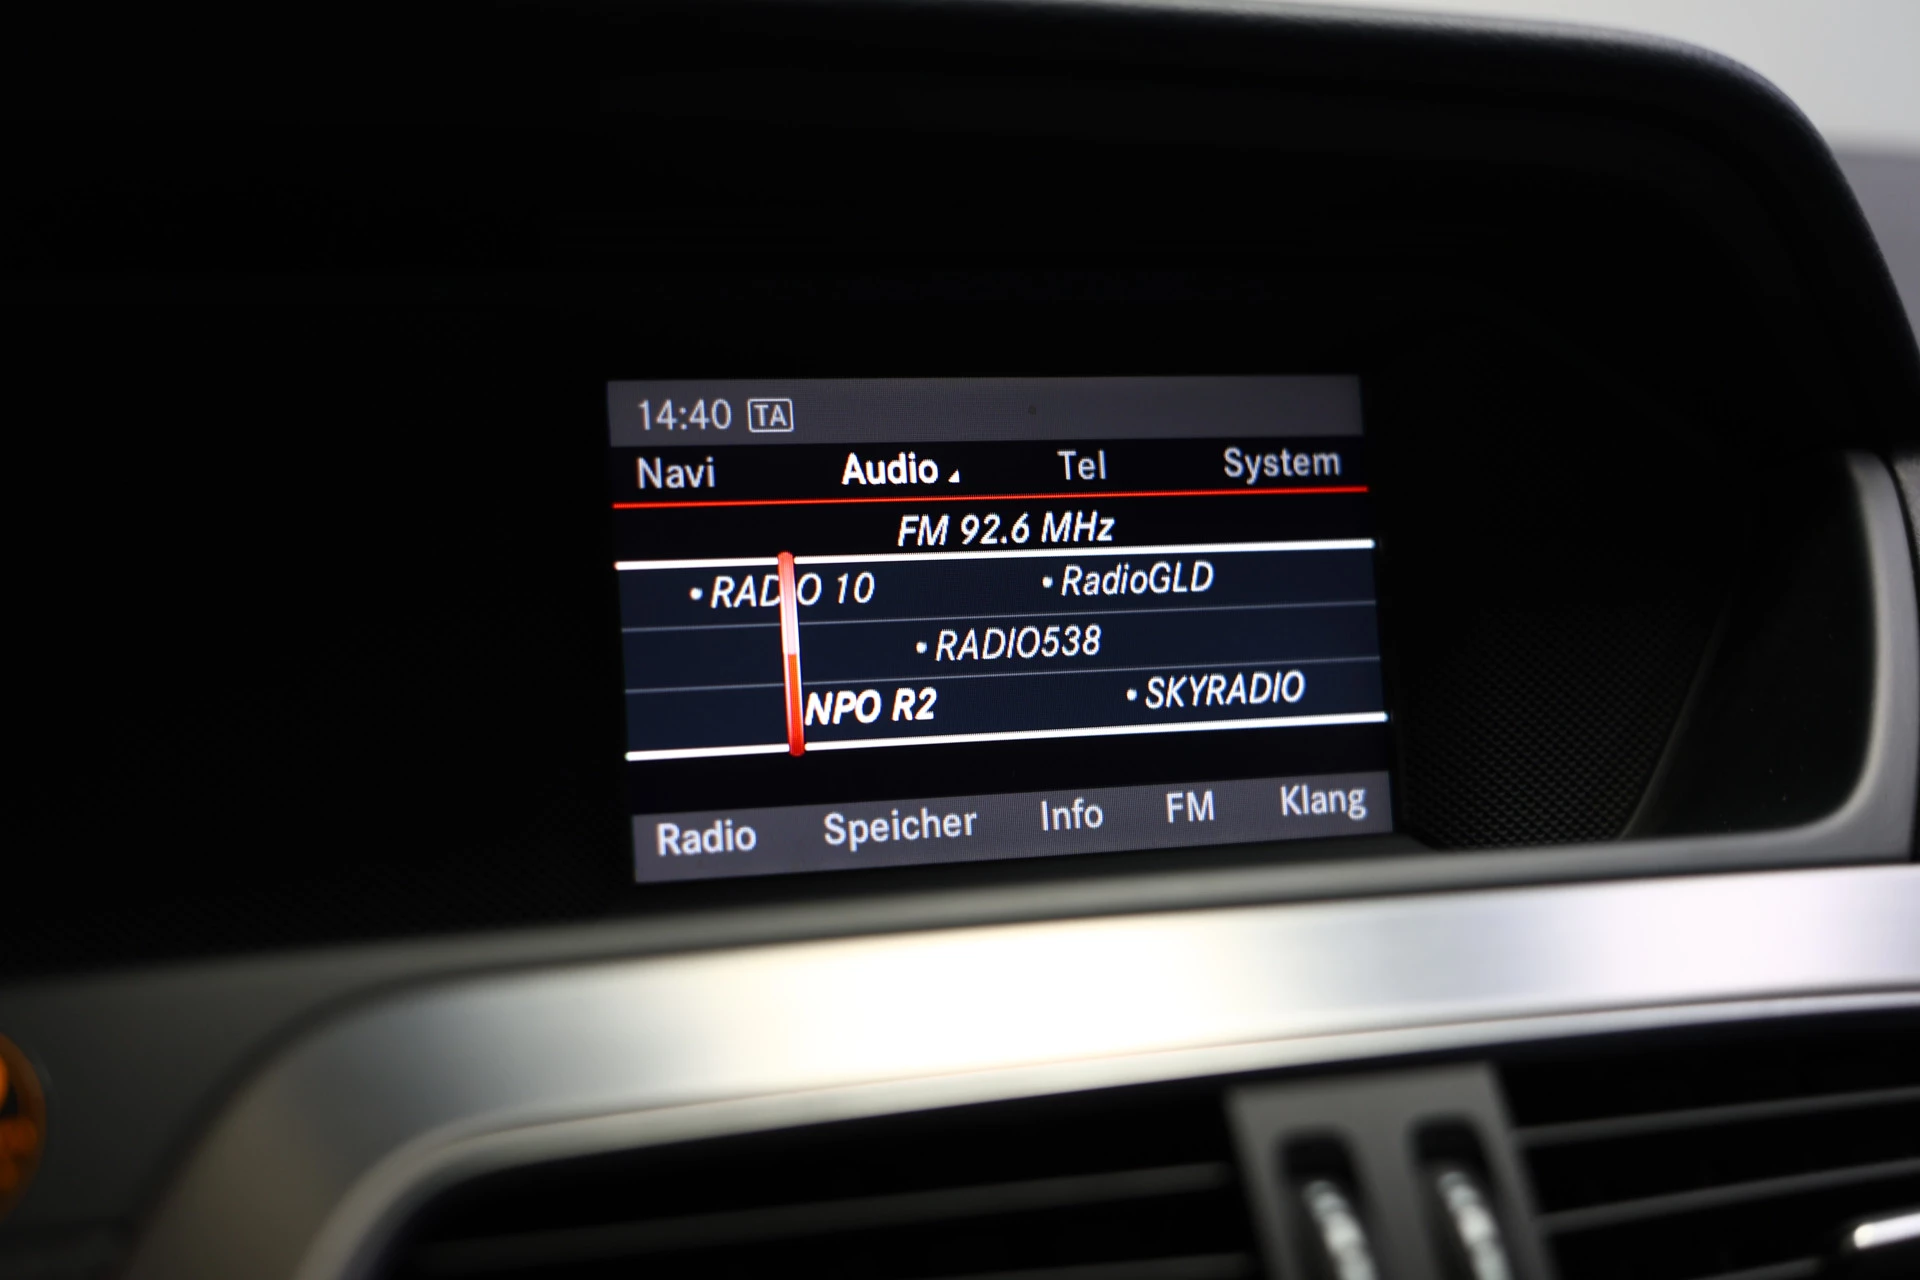 14:40 TA
Navi Audio Tel System
FM 92.6 MHz
•RADIO 10 •RadioGLD
•RADIO538
NPO R2 •SKYRADIO
Radio Speicher Info FM Klang